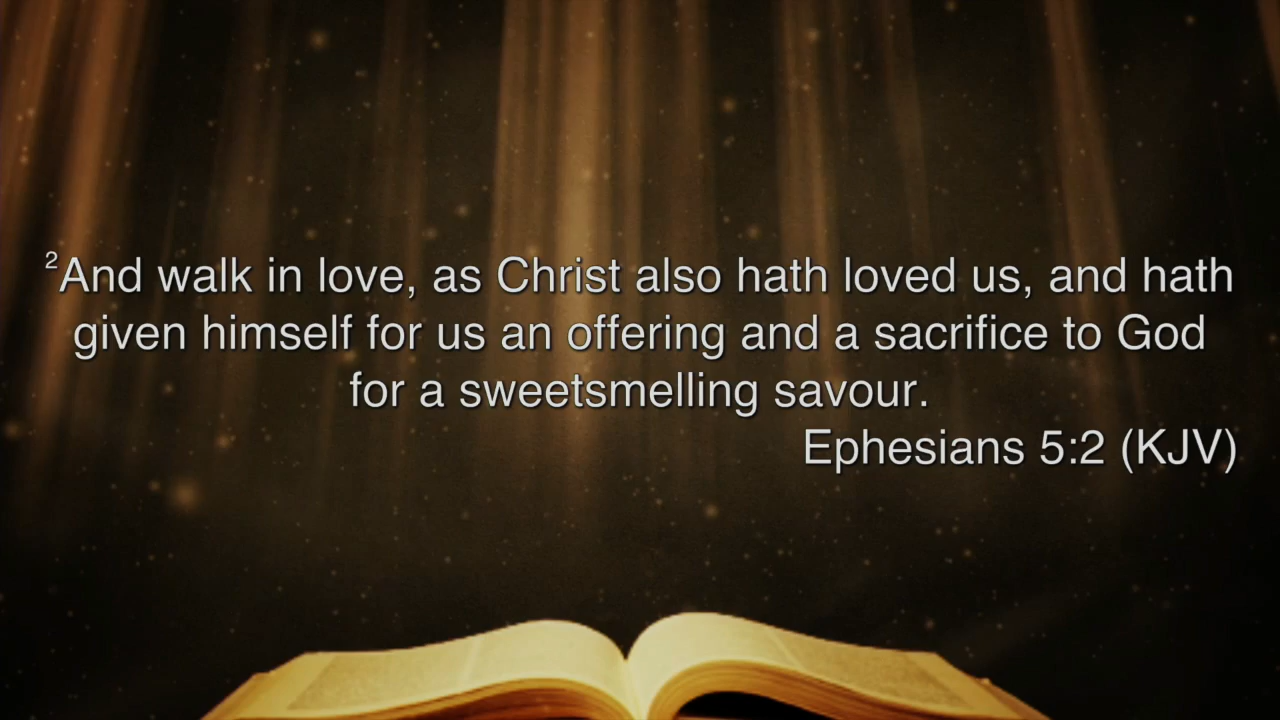 ²And walk in love, as Christ also hath loved us, and hath
given himself for us an offering and a sacrifice to God
for a sweetsmelling savour.
Ephesians 5:2 (KJV)